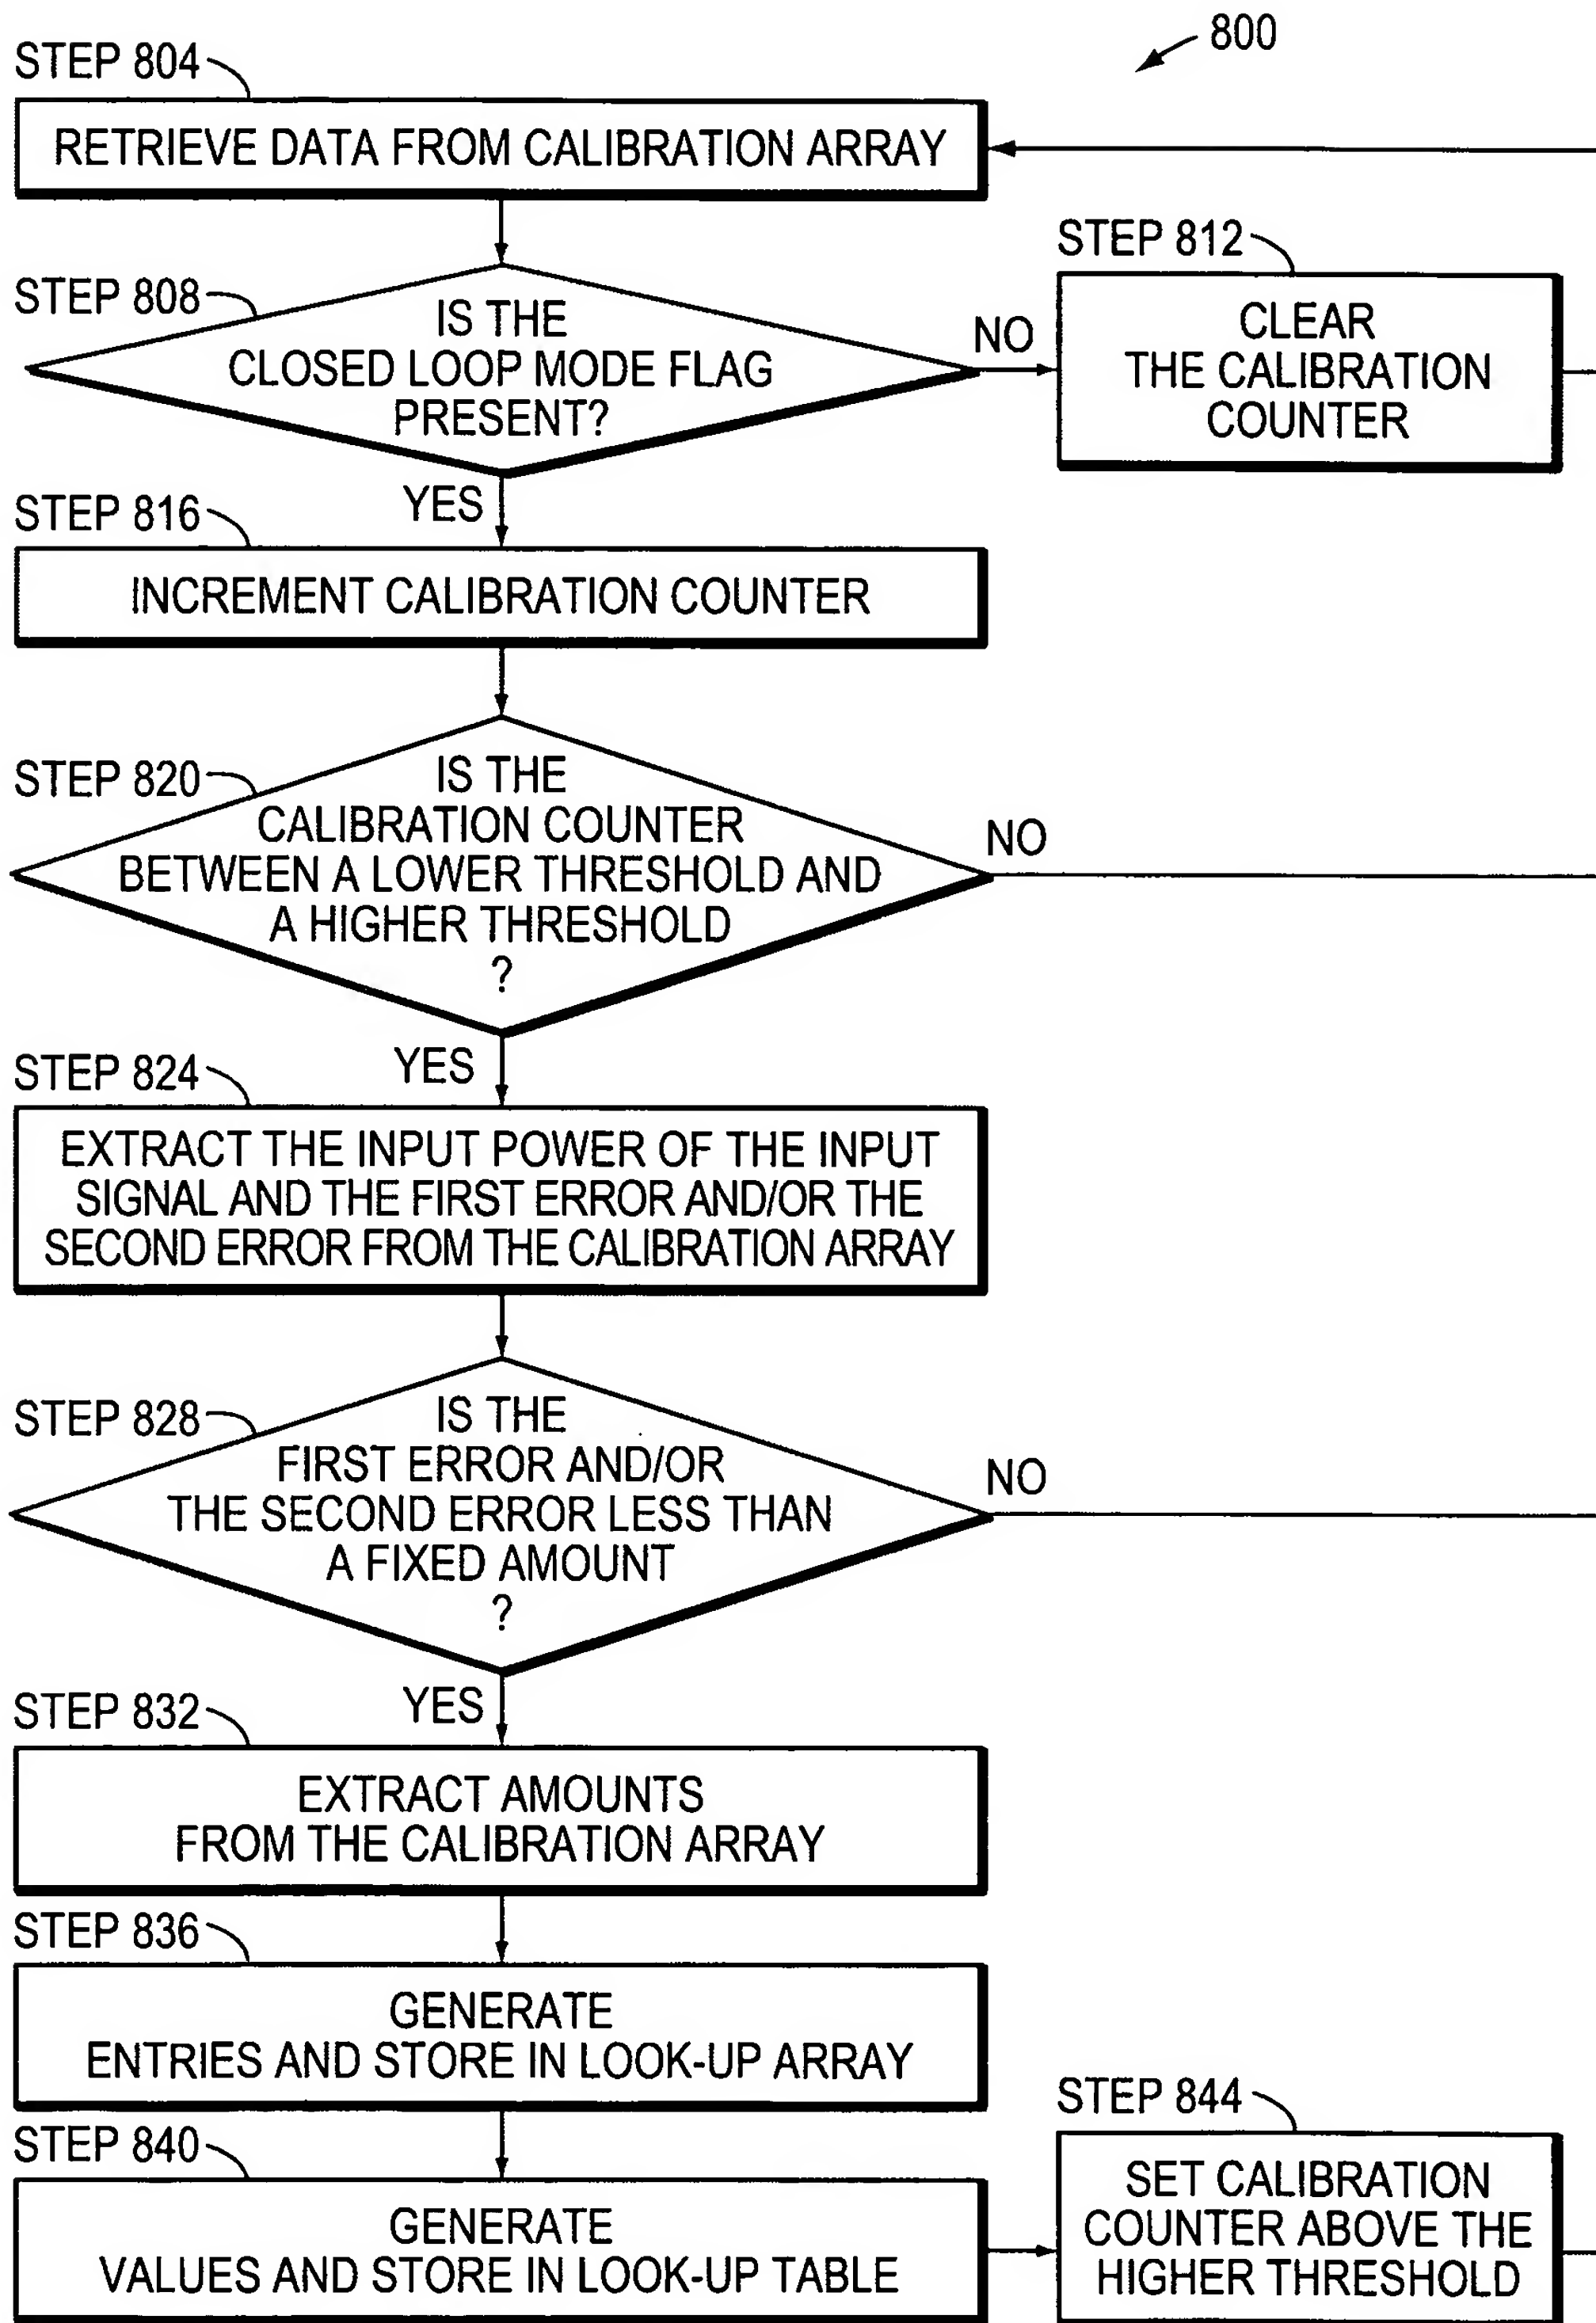 800
STEP 804
RETRIEVE DATA FROM CALIBRATION ARRAY
STEP 808
IS THE
CLOSED LOOP MODE FLAG
PRESENT?
NO
STEP 812
CLEAR
THE CALIBRATION
COUNTER
YES
STEP 816
INCREMENT CALIBRATION COUNTER
STEP 820
IS THE
CALIBRATION COUNTER
BETWEEN A LOWER THRESHOLD AND
A HIGHER THRESHOLD
?
NO
YES
STEP 824
EXTRACT THE INPUT POWER OF THE INPUT
SIGNAL AND THE FIRST ERROR AND/OR THE
SECOND ERROR FROM THE CALIBRATION ARRAY
STEP 828
IS THE
FIRST ERROR AND/OR
THE SECOND ERROR LESS THAN
A FIXED AMOUNT
?
NO
YES
STEP 832
EXTRACT AMOUNTS
FROM THE CALIBRATION ARRAY
STEP 836
GENERATE
ENTRIES AND STORE IN LOOK-UP ARRAY
STEP 840
GENERATE
VALUES AND STORE IN LOOK-UP TABLE
STEP 844
SET CALIBRATION
COUNTER ABOVE THE
HIGHER THRESHOLD